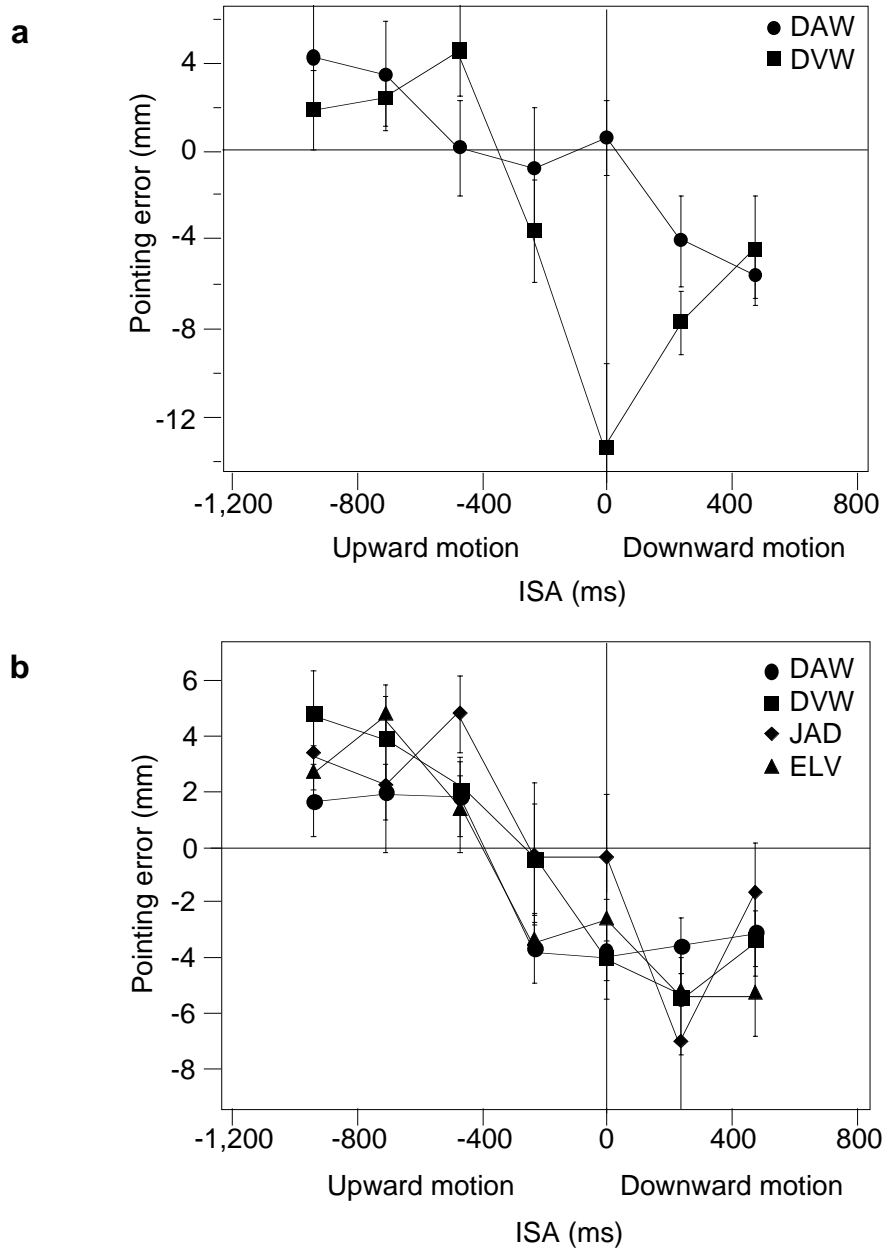 a
DAW
DVW
4
0
-4
-8
-12
Pointing error (mm)
-1,200 -800 -400 0 400 800
Upward motion Downward motion
ISA (ms)
b
DAW
DVW
JAD
ELV
6
4
2
0
-2
-4
-6
-8
Pointing error (mm)
-1,200 -800 -400 0 400 800
Upward motion Downward motion
ISA (ms)